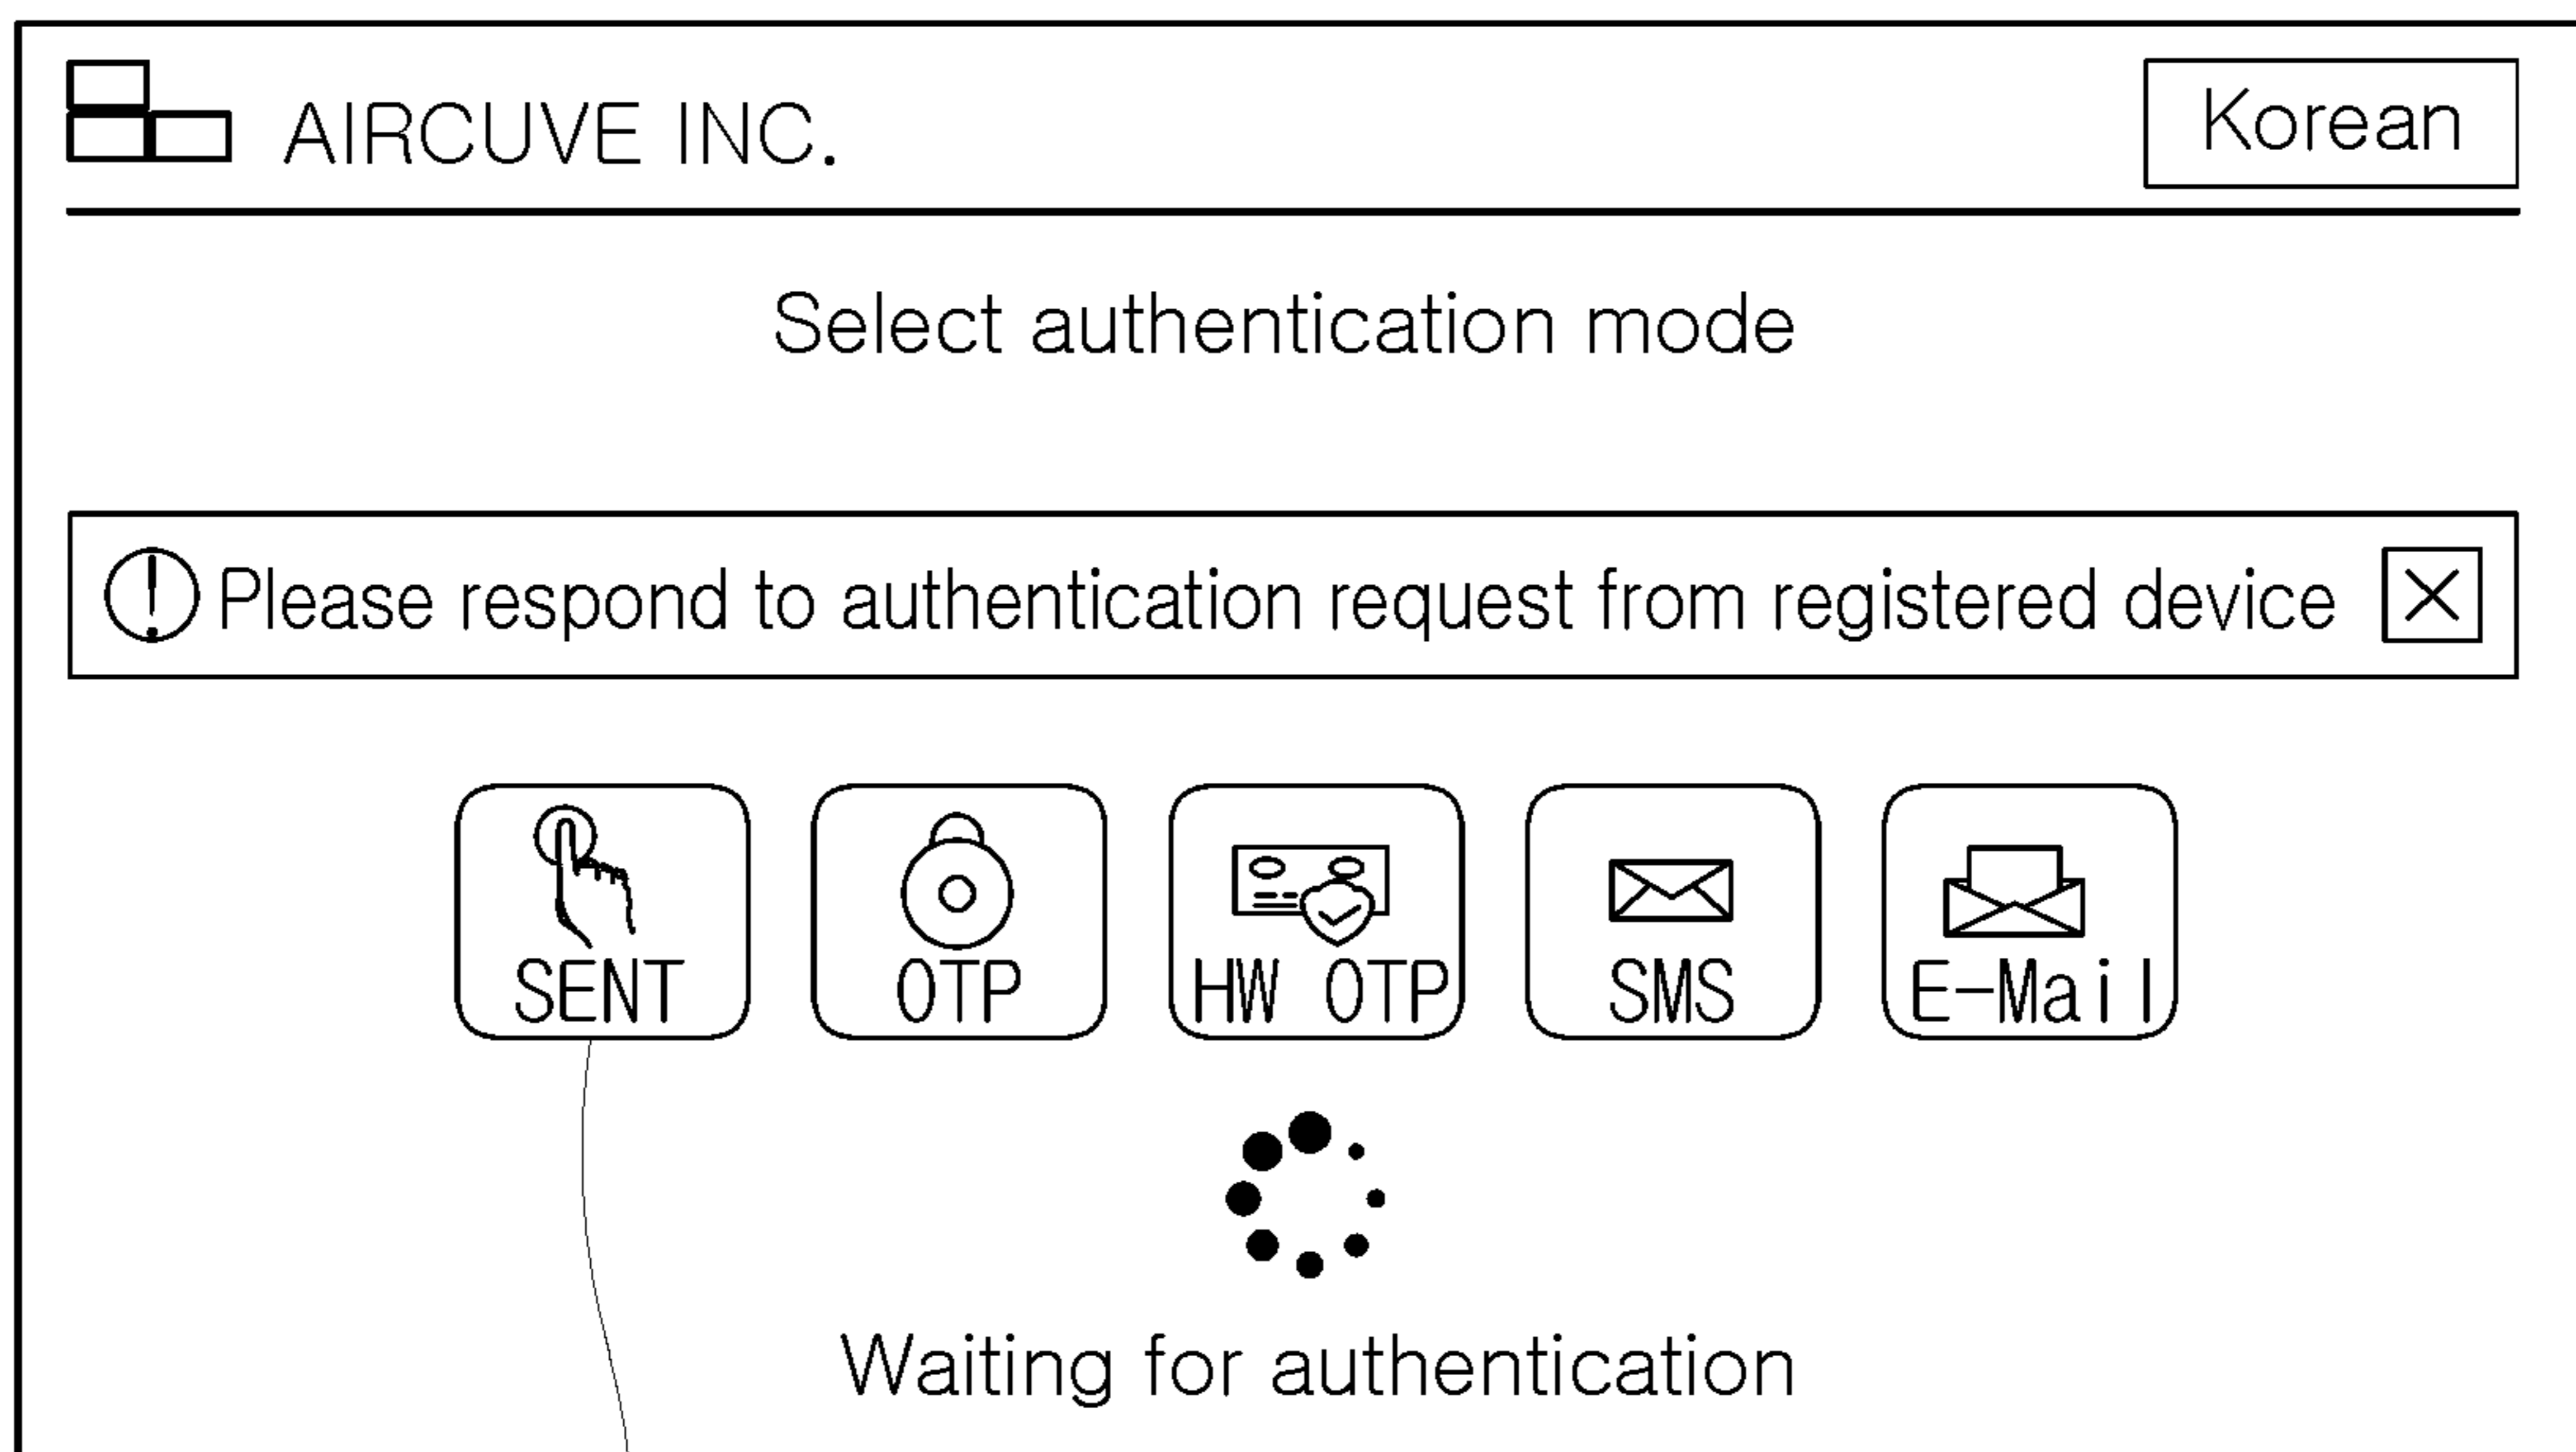 AIRCUVE INC.
Korean
Select authentication mode
Please respond to authentication request from registered device
SENT OTP HW OTP SMS E-Mail
Waiting for authentication